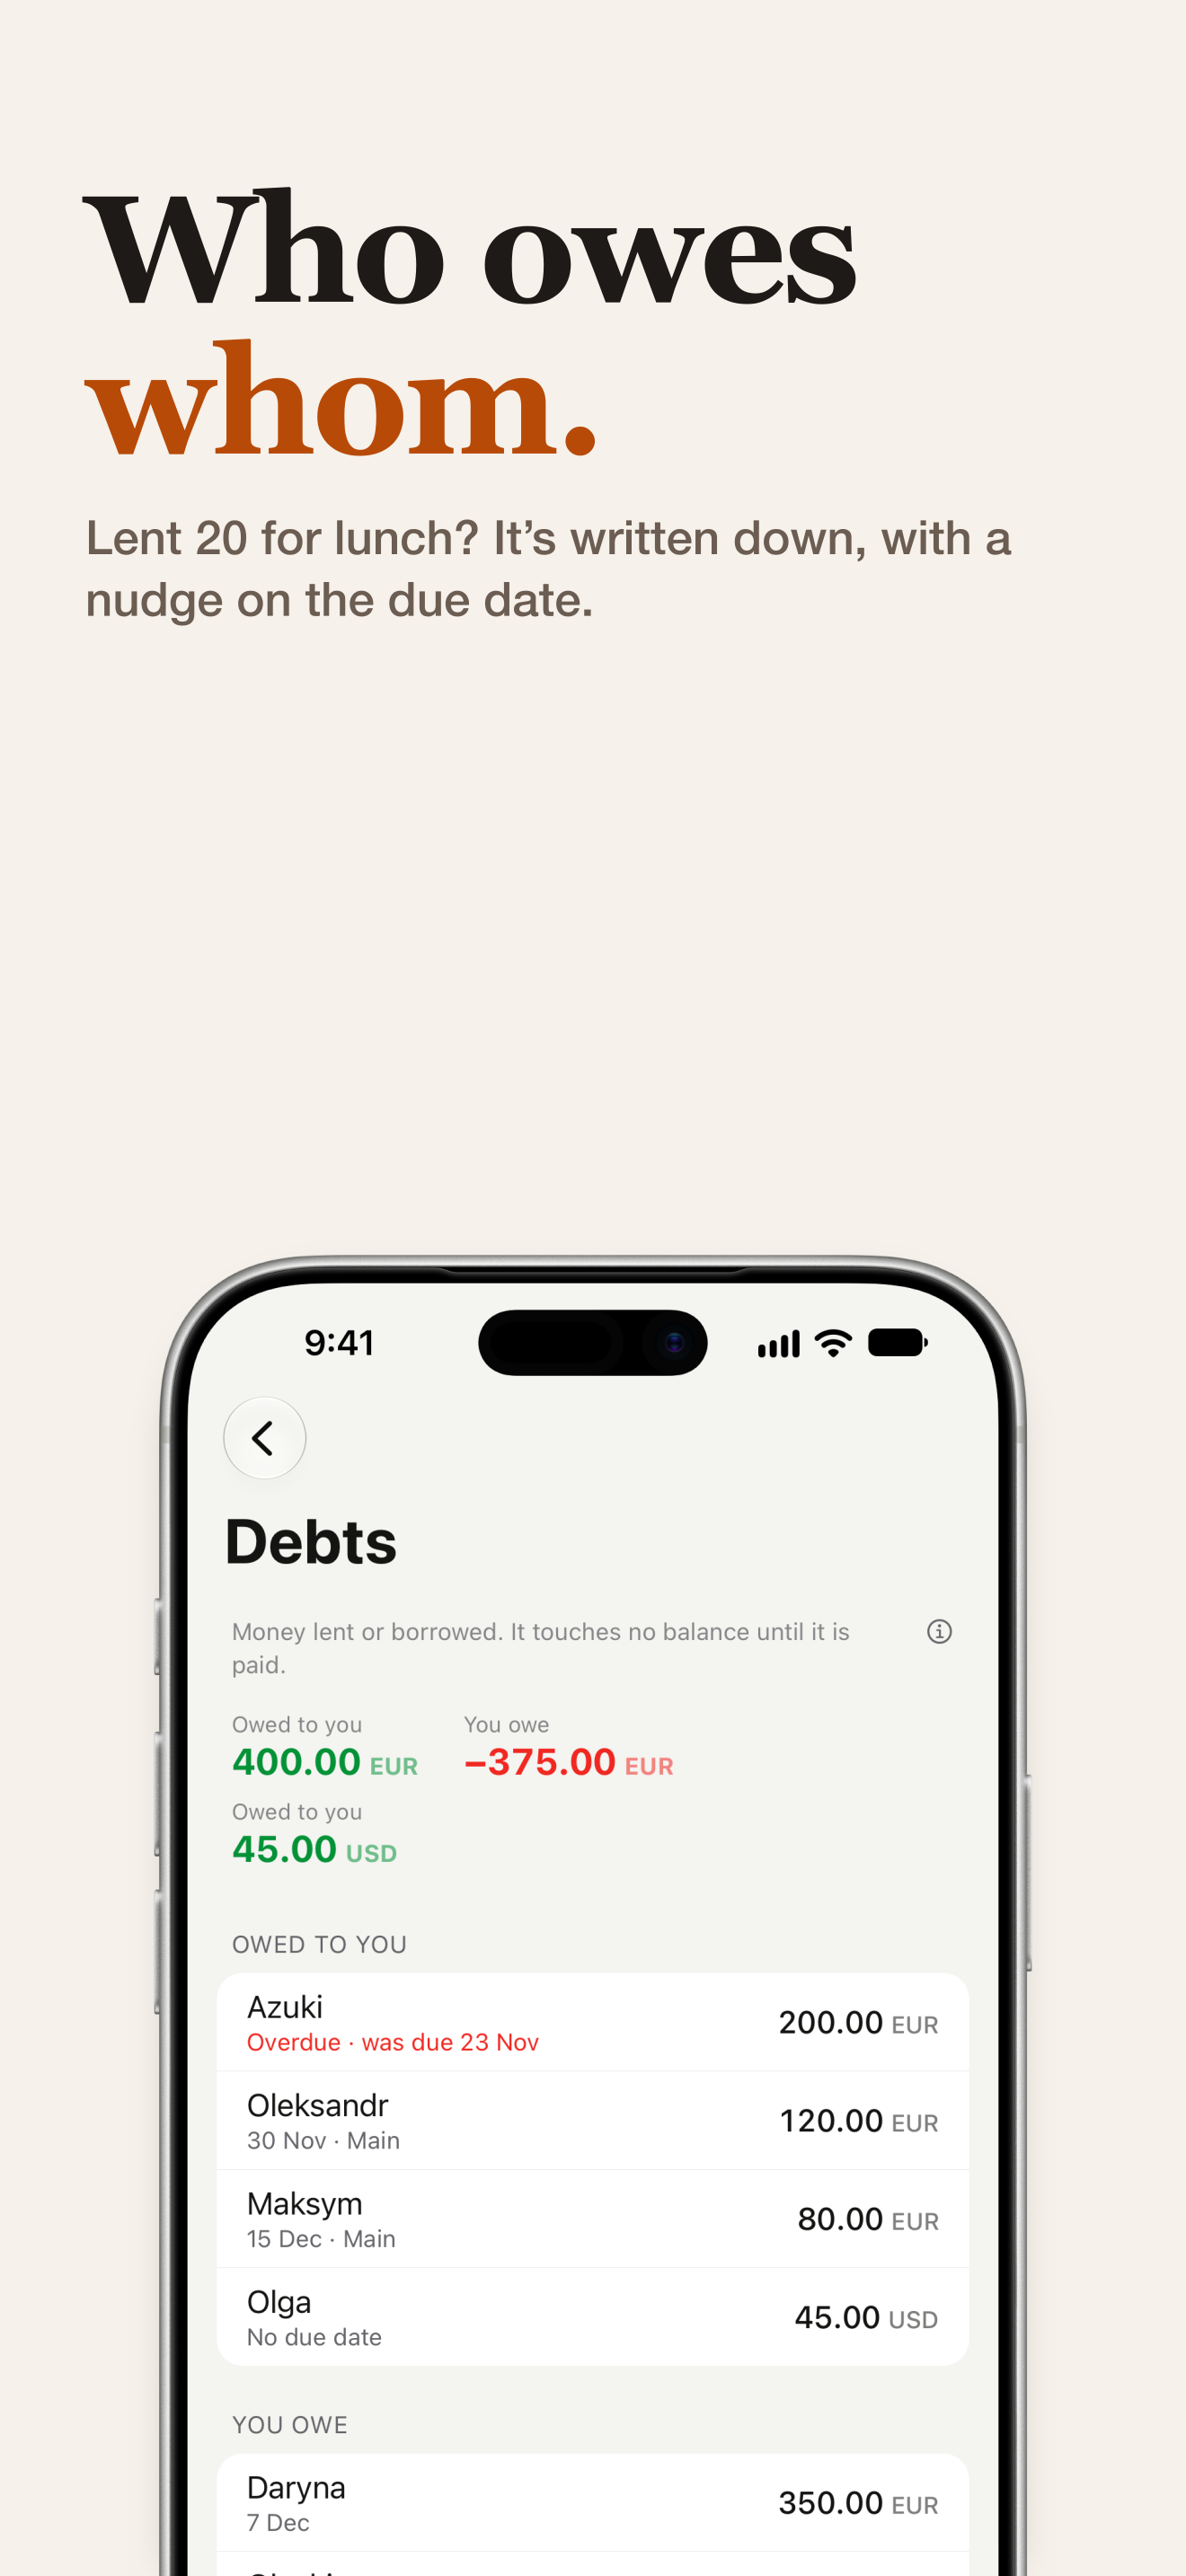 Who owes
whom.
Lent 20 for lunch? It’s written down, with a
nudge on the due date.
9:41
Debts
Money lent or borrowed. It touches no balance until it is
paid.
Owed to you You owe
400.00 EUR −375.00 EUR
Owed to you
45.00 USD
OWED TO YOU
Azuki
200.00 EUR
Overdue · was due 23 Nov
Oleksandr
120.00 EUR
30 Nov · Main
Maksym
80.00 EUR
15 Dec · Main
Olga
45.00 USD
No due date
YOU OWE
Daryna
350.00 EUR
7 Dec